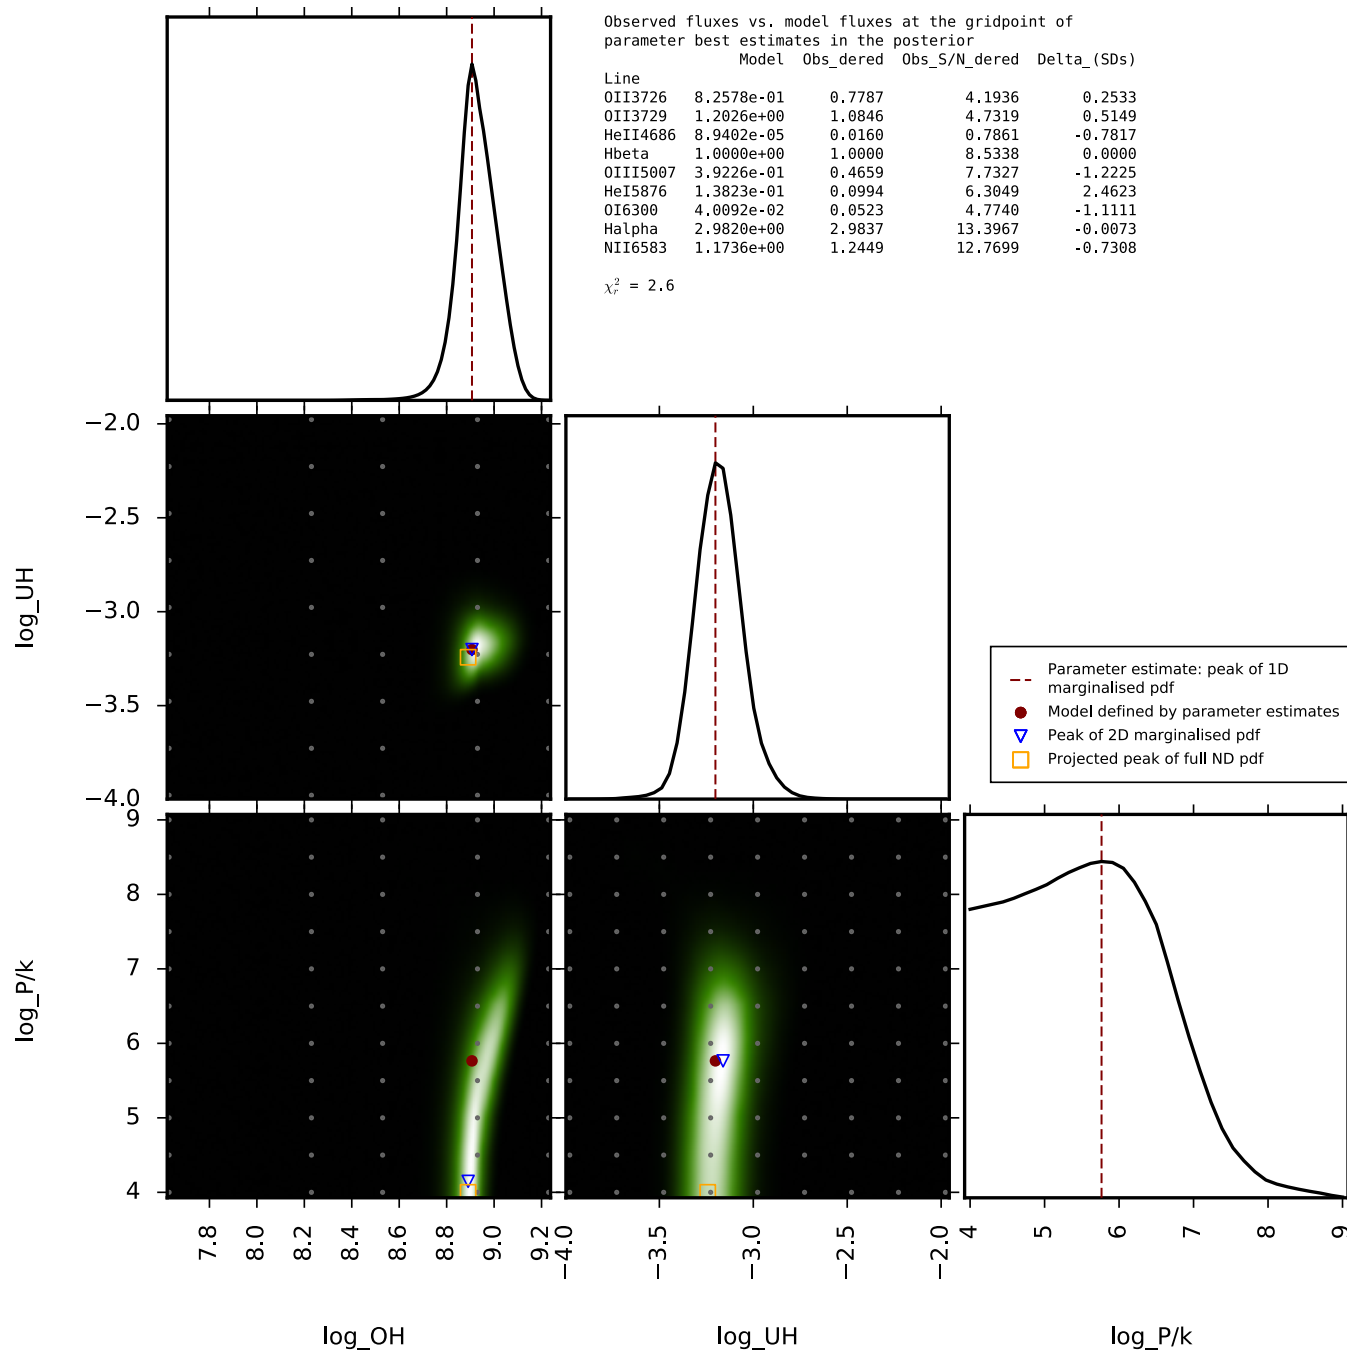 Observed fluxes vs. model fluxes at the gridpoint of
parameter best estimates in the posterior
Model Obs_dered Obs_S/N_dered Delta_(SDs)
Line
OII3726 8.2578e-01 0.7787 4.1936 0.2533
OII3729 1.2026e+00 1.0846 4.7319 0.5149
HeII4686 8.9402e-05 0.0160 0.7861 -0.7817
Hbeta 1.0000e+00 1.0000 8.5338 0.0000
OIII5007 3.9226e-01 0.4659 7.7327 -1.2225
HeI5876 1.3823e-01 0.0994 6.3049 2.4623
OI6300 4.0092e-02 0.0523 4.7740 -1.1111
Halpha 2.9820e+00 2.9837 13.3967 -0.0073
NII6583 1.1736e+00 1.2449 12.7699 -0.7308
χ²ᵣ = 2.6
−2.0
−2.5
−3.0
−3.5
−4.0
log_UH
Parameter estimate: peak of 1D
marginalised pdf
Model defined by parameter estimates
Peak of 2D marginalised pdf
Projected peak of full ND pdf
9
8
7
6
5
4
log_P/k
7.8 8.0 8.2 8.4 8.6 8.8 9.0 9.2
−4.0 −3.5 −3.0 −2.5 −2.0
4 5 6 7 8 9
log_OH
log_UH
log_P/k